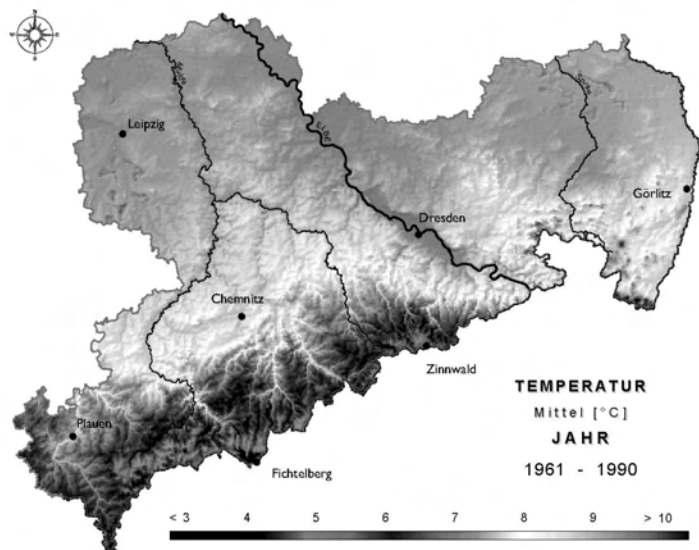 N
W
E
S
Leipzig
Elbe
Spree
Görlitz
Dresden
Chemnitz
Zinnwald
Plauen
Fichtelberg
TEMPERATUR
Mittel [°C]
JAHR
1961 - 1990
< 3 4 5 6 7 8 9 > 10